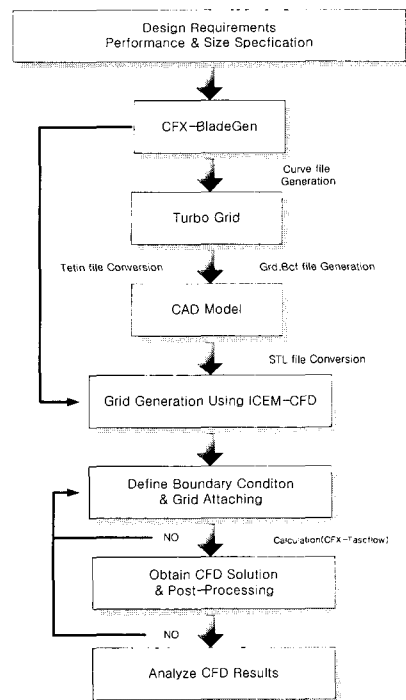 Design Requirements
Performance & Size Specfication
CFX-BladeGen
Curve file
Generation
Turbo Grid
Tetin file Conversion
Grd,Bct file Generation
CAD Model
STL file Conversion
Grid Generation Using ICEM-CFD
Define Boundary Conditon
& Grid Attaching
NO
Calculation(CFX-Tascflow)
Obtain CFD Solution
& Post-Processing
NO
Analyze CFD Results